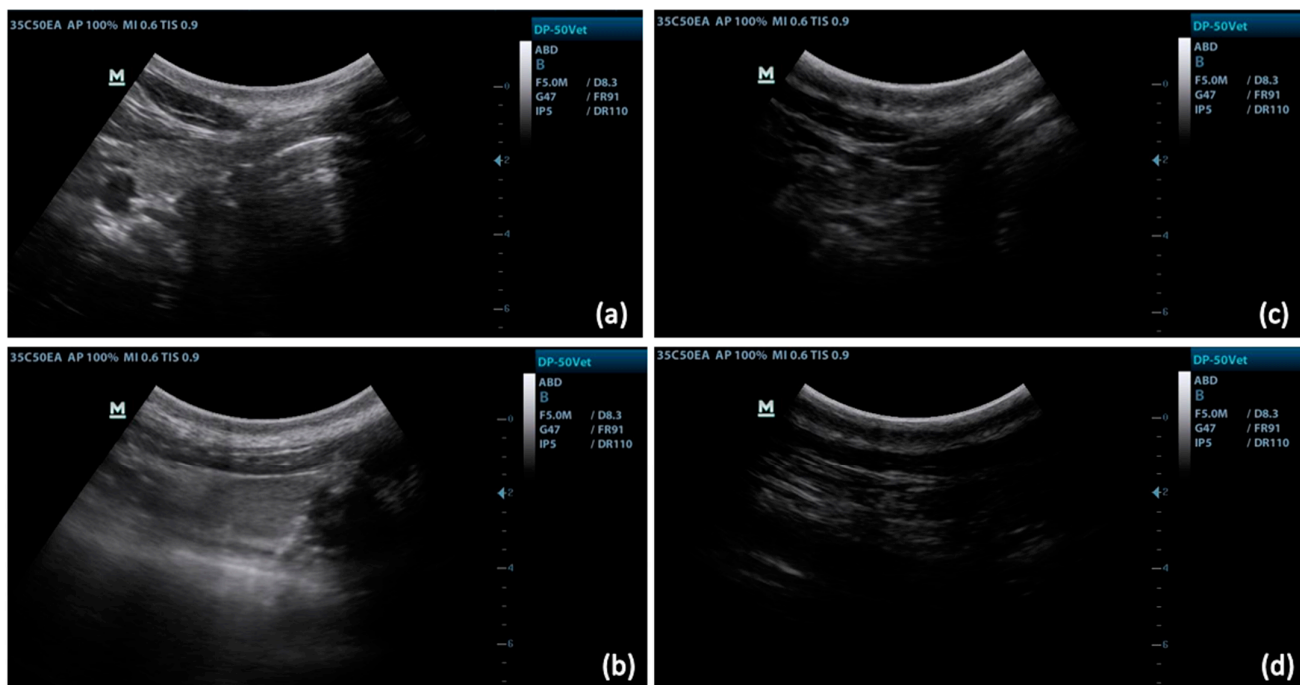 35C50EA AP 100% MI 0.6 TIS 0.9
DP-50Vet
M
ABD
B
F5.0M / D8.3
G47 / FR91
IP5 / DR110
0
2
4
6
(a)
35C50EA AP 100% MI 0.6 TIS 0.9
DP-50Vet
M
ABD
B
F5.0M / D8.3
G47 / FR91
IP5 / DR110
0
2
4
6
(c)
35C50EA AP 100% MI 0.6 TIS 0.9
DP-50Vet
M
ABD
B
F5.0M / D8.3
G47 / FR91
IP5 / DR110
0
2
4
6
(b)
35C50EA AP 100% MI 0.6 TIS 0.9
DP-50Vet
M
ABD
B
F5.0M / D8.3
G47 / FR91
IP5 / DR110
0
2
4
6
(d)